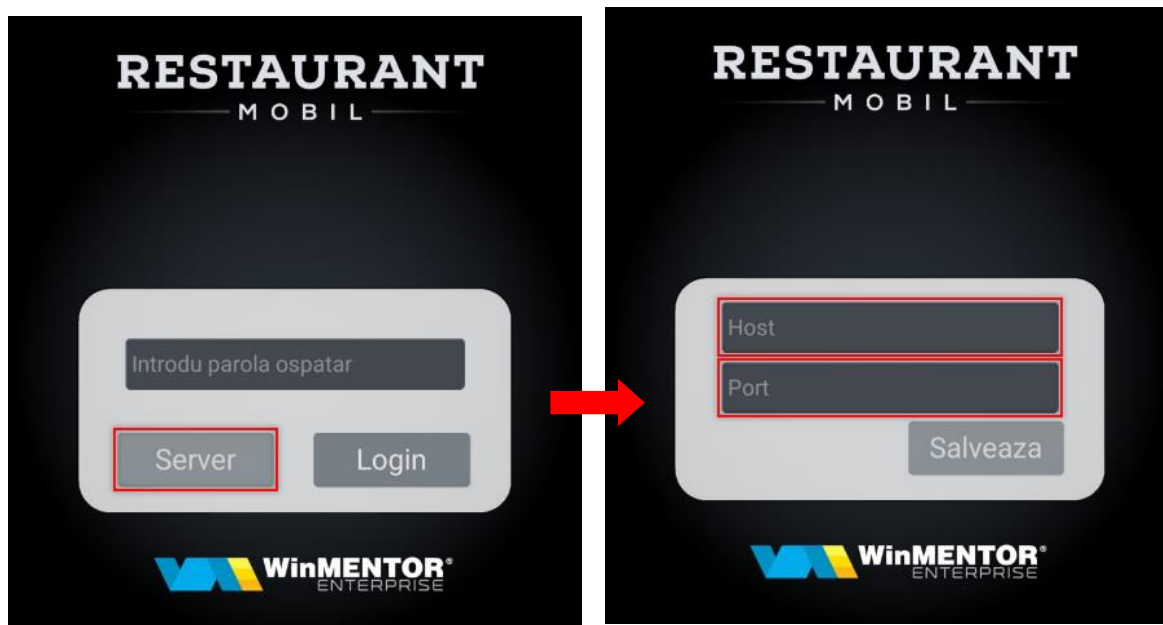 RESTAURANT
MOBIL
Introdu parola ospatar
Server
Login
WinMENTOR®
ENTERPRISE
RESTAURANT
MOBIL
Host
Port
Salveaza
WinMENTOR®
ENTERPRISE